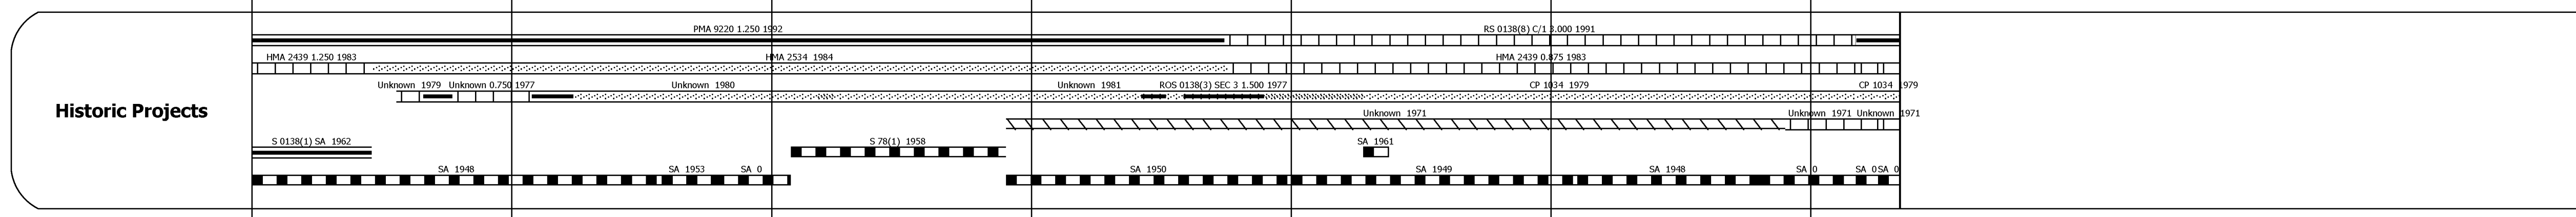 PMA 9220 1.250 1992 RS 0138(8) C/1 3.000 1991
HMA 2439 1.250 1983 HMA 2534 1984 HMA 2439 0.875 1983
Unknown 1979 Unknown 0.750 1977 Unknown 1980 Unknown 1981 ROS 0138(3) SEC 3 1.500 1977 CP 1034 1979 CP 1034 1979
Historic Projects
Unknown 1971 Unknown 1971 Unknown 1971
S 0138(1) SA 1962 S 78(1) 1958 SA 1961
SA 1948 SA 1953 SA 0 SA 1950 SA 1949 SA 1948 SA 0 SA 0 SA 0